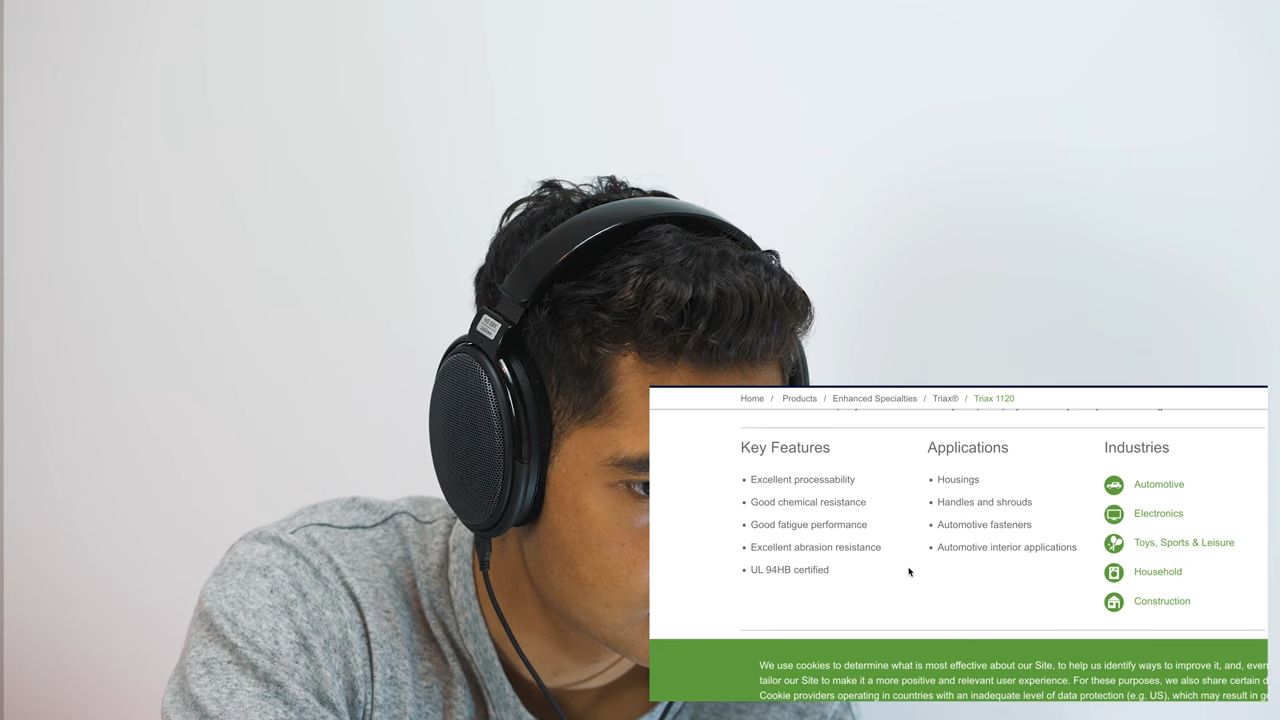 Home / Products / Enhanced Specialties / Triax® / Triax 1120
Key Features
Excellent processability
Good chemical resistance
Good fatigue performance
Excellent abrasion resistance
UL 94HB certified
Applications
Housings
Handles and shrouds
Automotive fasteners
Automotive interior applications
Industries
Automotive
Electronics
Toys, Sports & Leisure
Household
Construction
We use cookies to determine what is most effective about our Site, to help us identify ways to improve it, and, even
tailor our Site to make it a more positive and relevant user experience. For these purposes, we also share certain d
Cookie providers operating in countries with an inadequate level of data protection (e.g. US), which may result in g